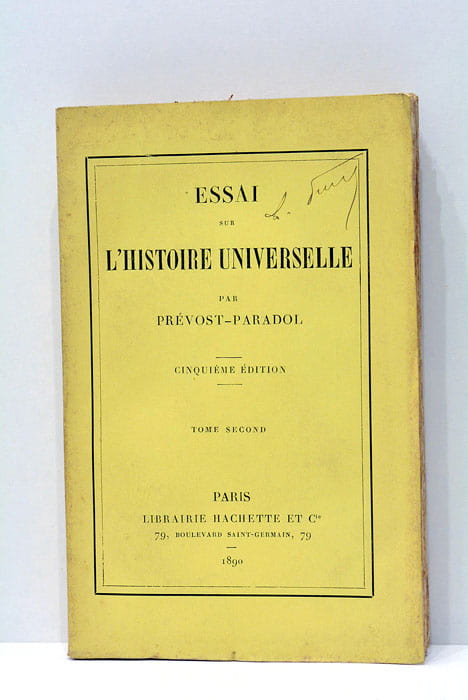 ESSAI
SUR
L'HISTOIRE UNIVERSELLE
PAR
PRÉVOST-PARADOL
CINQUIÈME ÉDITION
TOME SECOND
PARIS
LIBRAIRIE HACHETTE ET Cie
79, BOULEVARD SAINT-GERMAIN, 79
1890